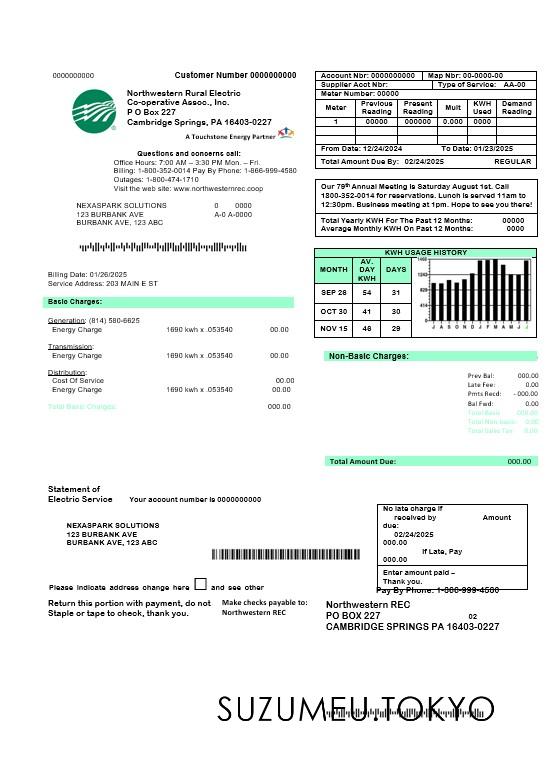 0000000000
Customer Number 0000000000
Northwestern Rural Electric
Co-operative Assoc., Inc.
P O Box 227
Cambridge Springs, PA 16403-0227
A Touchstone Energy Partner
Questions and concerns call:
Office Hours: 7:00 AM – 3:30 PM Mon. – Fri.
Billing: 1-800-352-0014 Pay By Phone: 1-866-999-4580
Outages: 1-800-474-1710
Visit the web site: www.northwesternrec.coop
NEXASPARK SOLUTIONS 0 0000
123 BURBANK AVE A-0 A-0000
BURBANK AVE, 123 ABC
Billing Date: 01/26/2025
Service Address: 203 MAIN E ST
Basic Charges:
Generation: (814) 580-6625
Energy Charge 1690 kwh x .053540 00.00
Transmission:
Energy Charge 1690 kwh x .053540
Distribution:
Cost Of Service 00.00
Energy Charge 1690 kwh x .053540 00.00
Total Basic Charges: 000.00
Account Nbr: 0000000000 Map Nbr: 00-0000-00
Supplier Acct Nbr: Type of Service: AA-00
Meter Number: 00000
Meter Previous Reading Present Reading Mult KWH Used Demand Reading
1 00000 000000 0.000 0000
From Date: 12/24/2024 To Date: 01/23/2025
Total Amount Due By: 02/24/2025 REGULAR
Our 79th Annual Meeting is Saturday August 1st. Call
1800-352-0014 for reservations. Lunch is served 11am to
12:30pm. Business meeting at 1pm. Hope to see you there!
Total Yearly KWH For The Past 12 Months: 00000
Average Monthly KWH On Past 12 Months: 0000
KWH USAGE HISTORY
MONTH AV. DAY KWH DAYS
SEP 28 54 31
OCT 30 41 30
NOV 15 46 29
1242
828
414
0
J A S O N D J F M A M J J
Non-Basic Charges:
Prev Bal: 000.00
Late Fee: 0.00
Pmts Recd: - 000.00
Bal Fwd: 0.00
Total Basic 000.00
Total Non basic 0.00
Total Sales Tax 0.00
Total Amount Due: 000.00
Statement of
Electric Service Your account number is 0000000000
NEXASPARK SOLUTIONS
123 BURBANK AVE
BURBANK AVE, 123 ABC
No late charge if
received by Amount
due:
02/24/2025
000.00
If Late, Pay
000.00
Enter amount paid –
Thank you.
Pay By Phone: 1-866-999-4580
Please indicate address change here and see other
Return this portion with payment, do not
Staple or tape to check, thank you.
Make checks payable to:
Northwestern REC
Northwestern REC
PO BOX 227 02
CAMBRIDGE SPRINGS PA 16403-0227
SUZUMEU.TOKYO